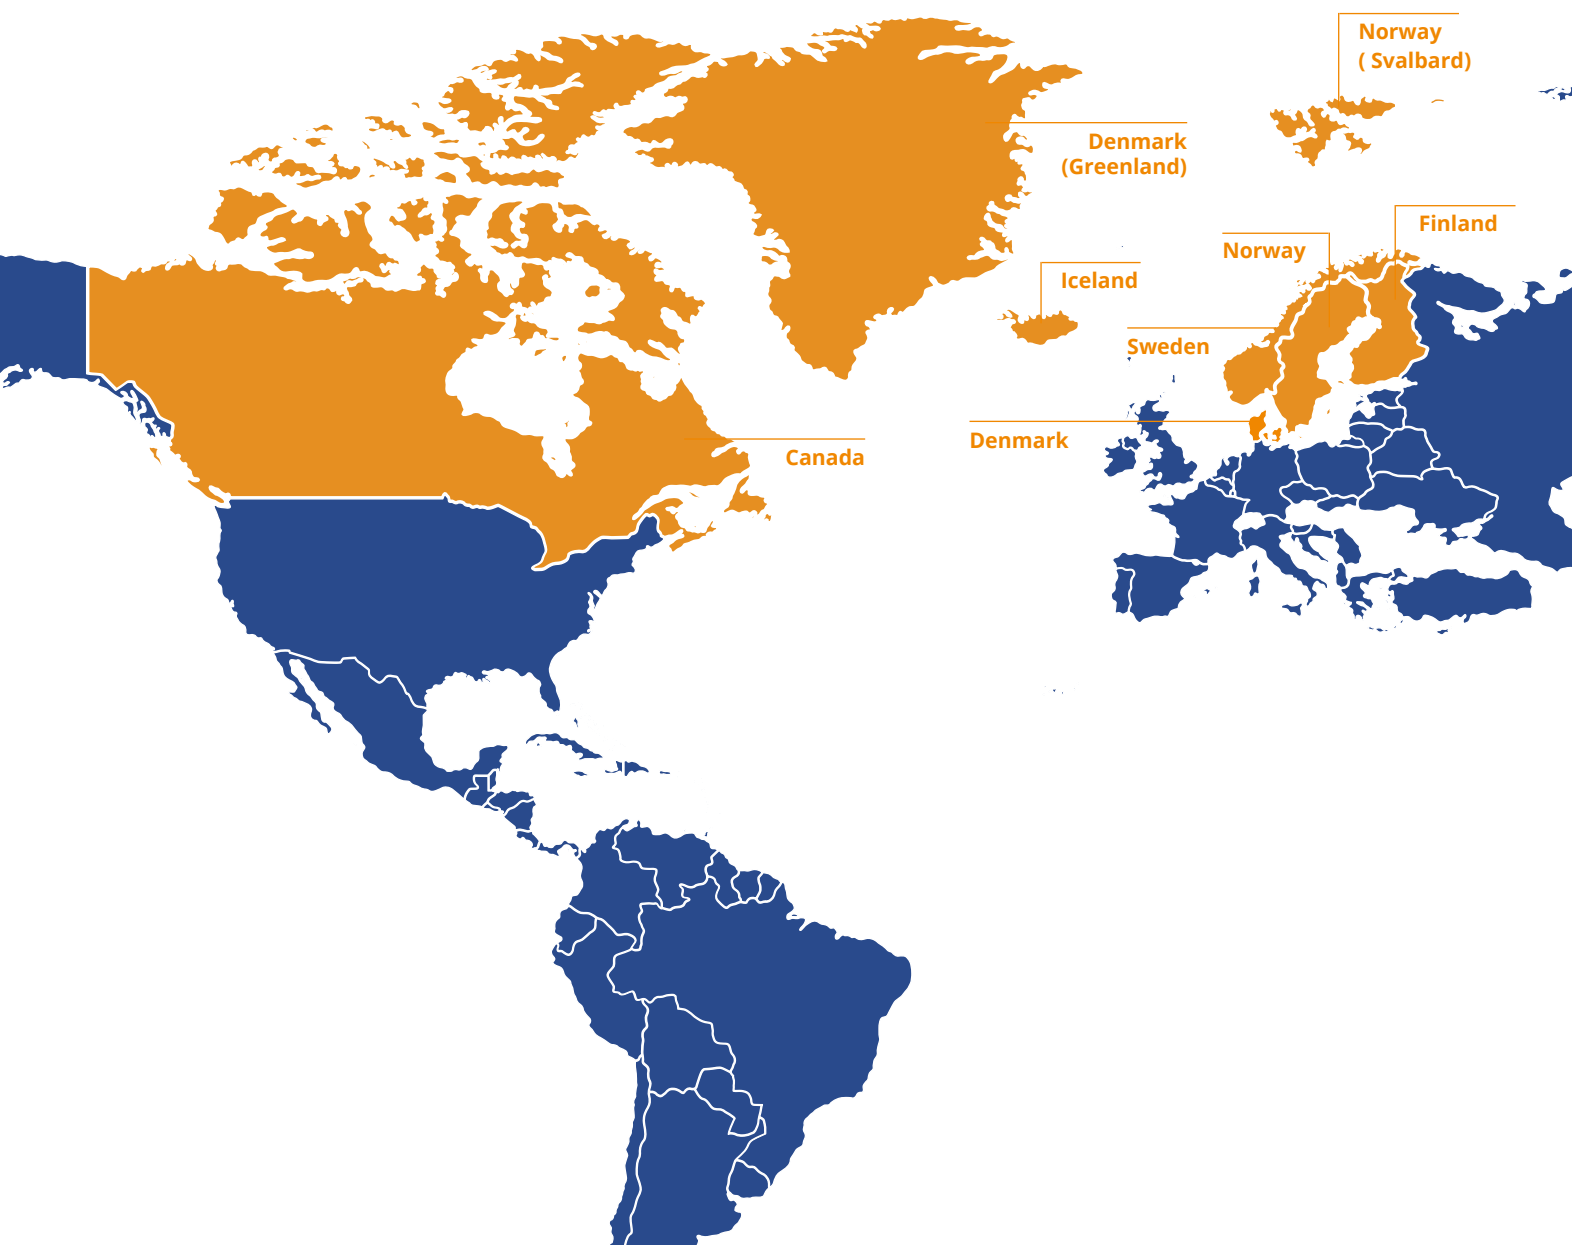 Norway
( Svalbard)
Denmark
(Greenland)
Finland
Norway
Iceland
Sweden
Denmark
Canada